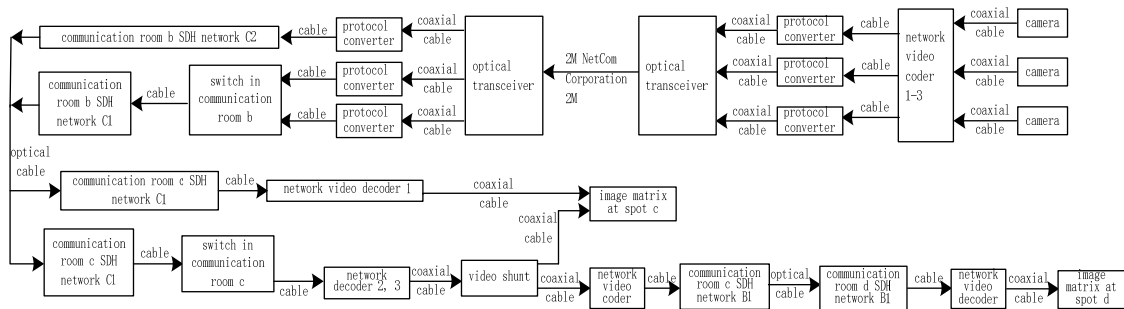 communication room b SDH network C2
cable
protocol
converter
coaxial
cable
optical
transceiver
2M NetCom
Corporation
2M
optical
transceiver
coaxial
cable
protocol
converter
cable
network
video
coder
1-3
coaxial
cable
camera
communication
room b SDH
network C1
cable
switch in
communication
room b
cable
protocol
converter
coaxial
cable
coaxial
cable
protocol
converter
cable
coaxial
cable
camera
cable
protocol
converter
coaxial
cable
coaxial
cable
protocol
converter
cable
coaxial
cable
camera
optical
cable
communication room c SDH
network C1
cable
network video decoder 1
coaxial
cable
image matrix
at spot c
coaxial
cable
communication
room c SDH
network C1
cable
switch in
communication
room c
cable
network
decoder 2, 3
coaxial
cable
video shunt
coaxial
cable
network
video
coder
cable
communication
room c SDH
network B1
optical
cable
communication
room d SDH
network B1
cable
network
video
decoder
coaxial
cable
image
matrix at
spot d